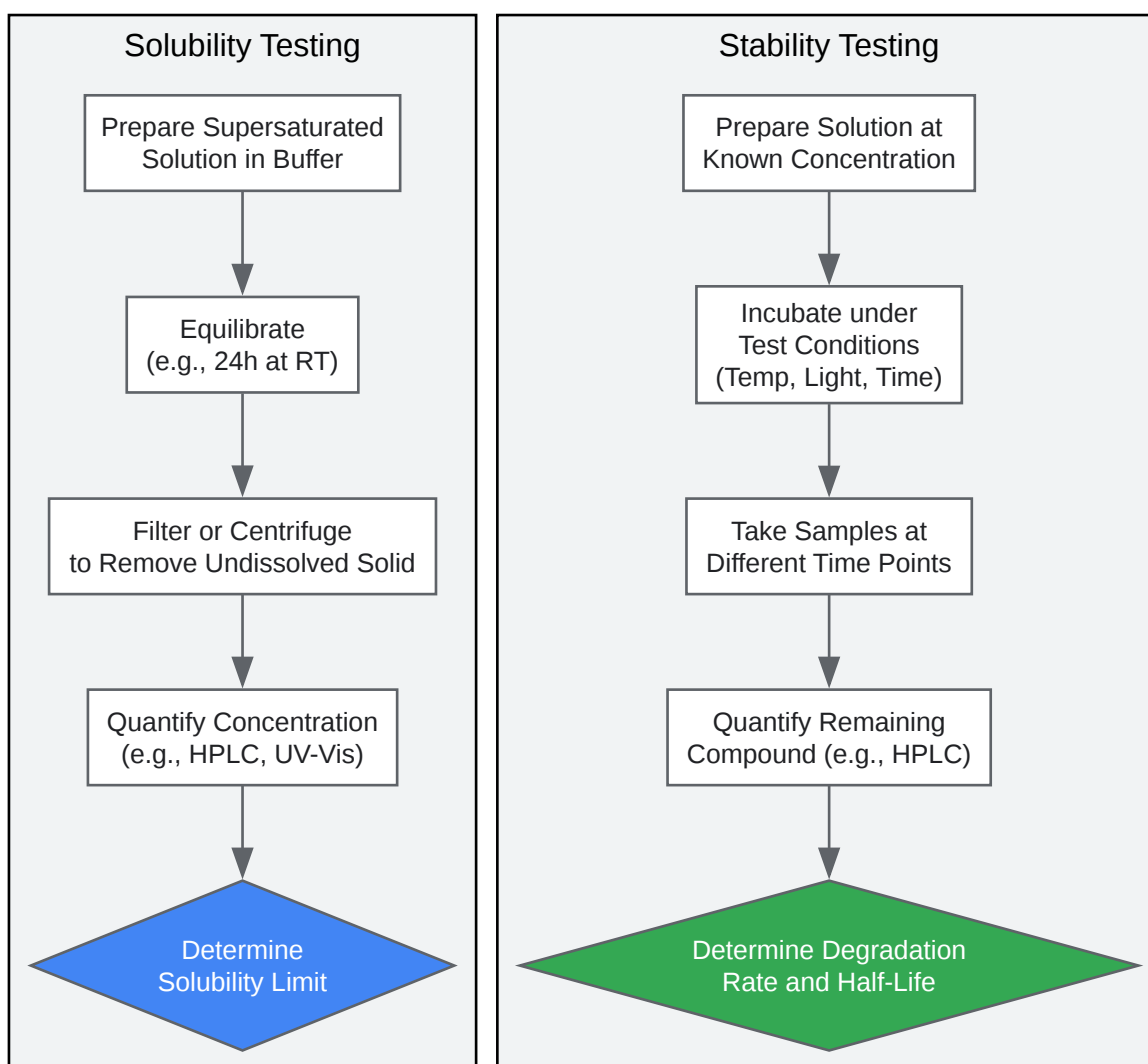 Solubility Testing
Prepare Supersaturated
Solution in Buffer
Equilibrate
(e.g., 24h at RT)
Filter or Centrifuge
to Remove Undissolved Solid
Quantify Concentration
(e.g., HPLC, UV-Vis)
Determine
Solubility Limit
Stability Testing
Prepare Solution at
Known Concentration
Incubate under
Test Conditions
(Temp, Light, Time)
Take Samples at
Different Time Points
Quantify Remaining
Compound (e.g., HPLC)
Determine Degradation
Rate and Half-Life